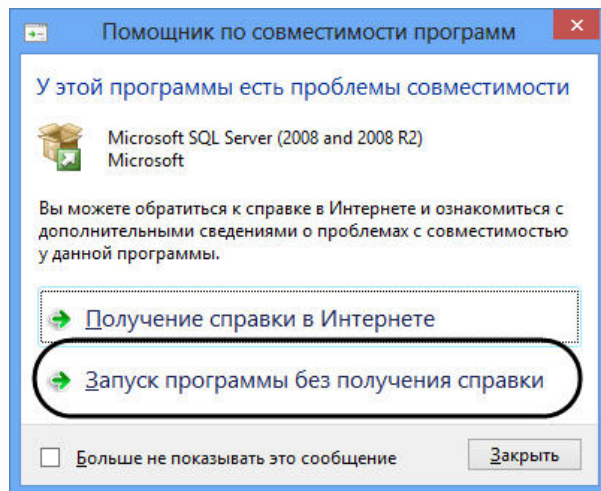 Помощник по совместимости программ
У этой программы есть проблемы совместимости
Microsoft SQL Server (2008 and 2008 R2)
Microsoft
Вы можете обратиться к справке в Интернете и ознакомиться с
дополнительными сведениями о проблемах с совместимостью
у данной программы.
Получение справки в Интернете
Запуск программы без получения справки
Больше не показывать это сообщение
Закрыть